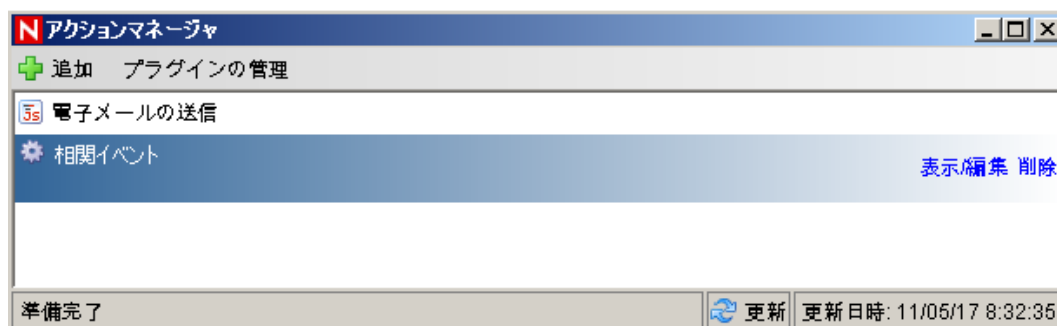 N アクションマネージャ
追加 プラグインの管理
Js 電子メールの送信
相関イベント
表示/編集 削除
準備完了 更新 更新日時: 11/05/17 8:32:35